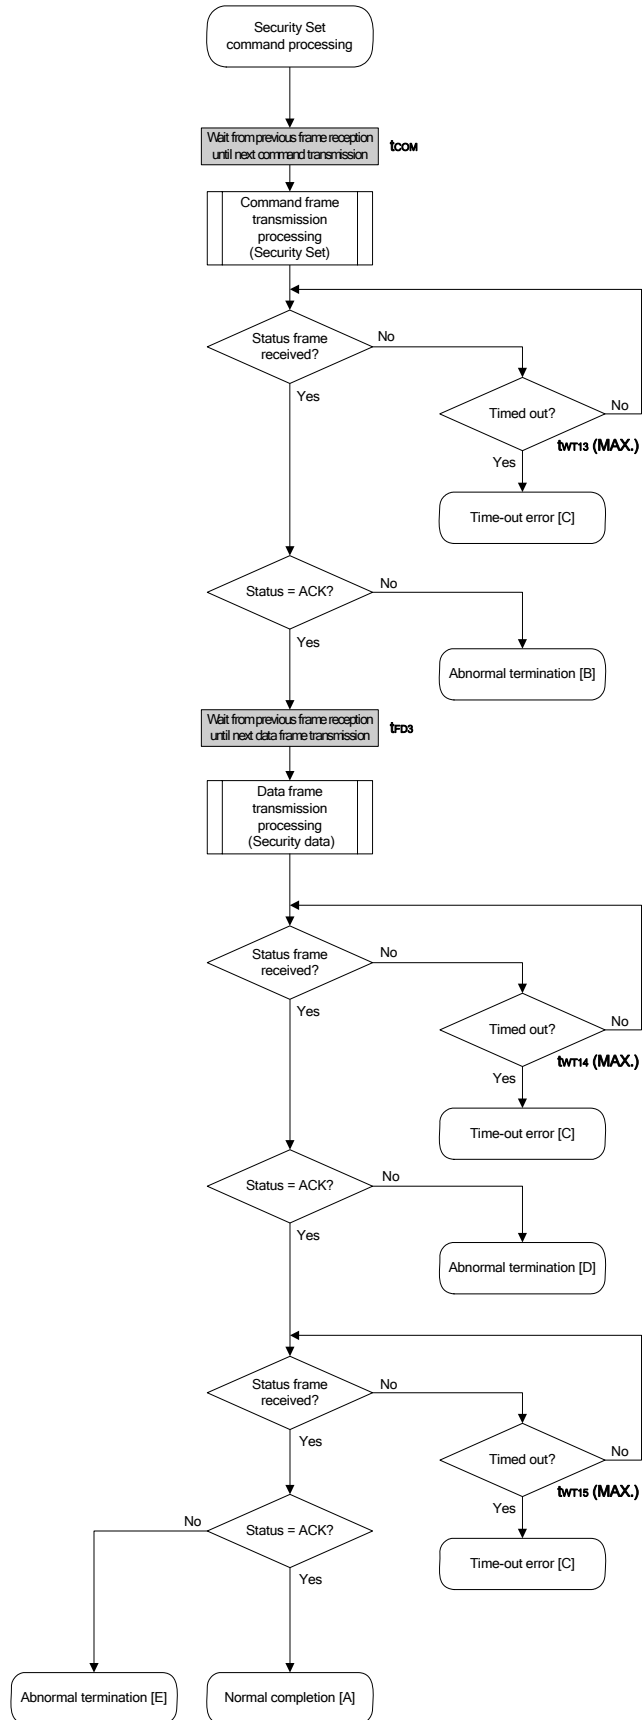 Security Set
command processing
Wait from previous frame reception
until next command transmission
tCOM
Command frame
transmission
processing
(Security Set)
Status frame
received?
No
Yes
Timed out?
No
tWT13 (MAX.)
Yes
Time-out error [C]
Status = ACK?
No
Yes
Abnormal termination [B]
Wait from previous frame reception
until next data frame transmission
tFD3
Data frame
transmission
processing
(Security data)
Status frame
received?
No
Yes
Timed out?
No
tWT14 (MAX.)
Yes
Time-out error [C]
Status = ACK?
No
Yes
Abnormal termination [D]
Status frame
received?
No
Yes
Timed out?
No
tWT15 (MAX.)
Yes
Time-out error [C]
No
Status = ACK?
Yes
Abnormal termination [E]
Normal completion [A]